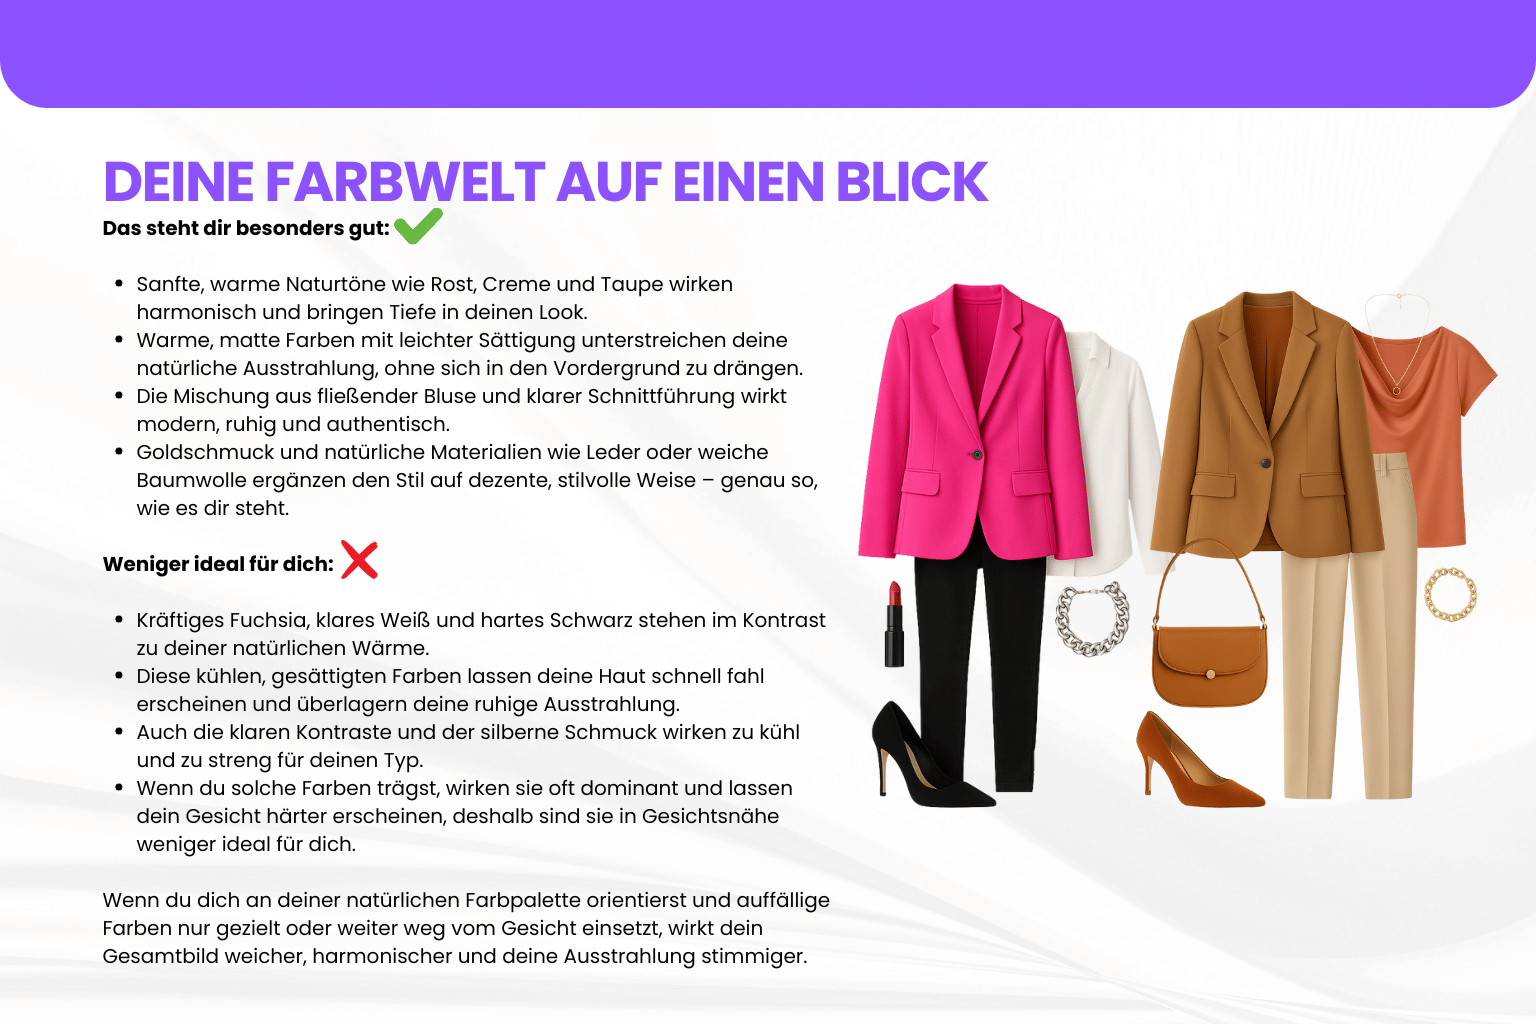 DEINE FARBWELT AUF EINEN BLICK
Das steht dir besonders gut:
• Sanfte, warme Naturtöne wie Rost, Creme und Taupe wirken
harmonisch und bringen Tiefe in deinen Look.
• Warme, matte Farben mit leichter Sättigung unterstreichen deine
natürliche Ausstrahlung, ohne sich in den Vordergrund zu drängen.
• Die Mischung aus fließender Bluse und klarer Schnittführung wirkt
modern, ruhig und authentisch.
• Goldschmuck und natürliche Materialien wie Leder oder weiche
Baumwolle ergänzen den Stil auf dezente, stilvolle Weise – genau so,
wie es dir steht.
Weniger ideal für dich:
• Kräftiges Fuchsia, klares Weiß und hartes Schwarz stehen im Kontrast
zu deiner natürlichen Wärme.
• Diese kühlen, gesättigten Farben lassen deine Haut schnell fahl
erscheinen und überlagern deine ruhige Ausstrahlung.
• Auch die klaren Kontraste und der silberne Schmuck wirken zu kühl
und zu streng für deinen Typ.
• Wenn du solche Farben trägst, wirken sie oft dominant und lassen
dein Gesicht härter erscheinen, deshalb sind sie in Gesichtsnähe
weniger ideal für dich.
Wenn du dich an deiner natürlichen Farbpalette orientierst und auffällige
Farben nur gezielt oder weiter weg vom Gesicht einsetzt, wirkt dein
Gesamtbild weicher, harmonischer und deine Ausstrahlung stimmiger.